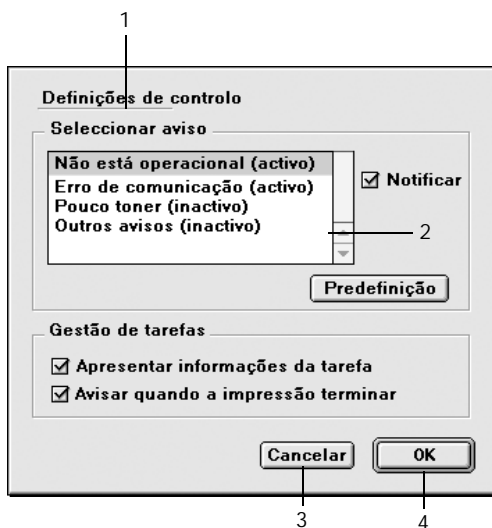 1
Definições de controlo
Seleccionar aviso
Não está operacional (activo)
Erro de comunicação (activo)
Pouco toner (inactivo)
Outros avisos (inactivo)
Notificar
2
Predefinição
Gestão de tarefas
Apresentar informações da tarefa
Avisar quando a impressão terminar
Cancelar
OK
3
4